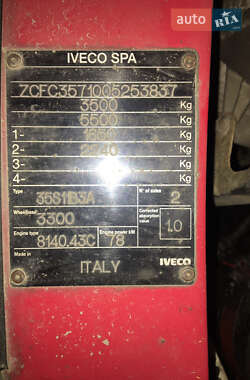 auto RIA .com
IVECO SPA
ZCFC3571005253837
3500 Kg
5500 Kg
1- Kg
2- Kg
3- Kg
4- Kg
Type N° of axles 2
Wheelbase 3300 Corrected absorption value 1.0
Engine type 8140.43C Engine power kW 78
Made in ITALY IVECO